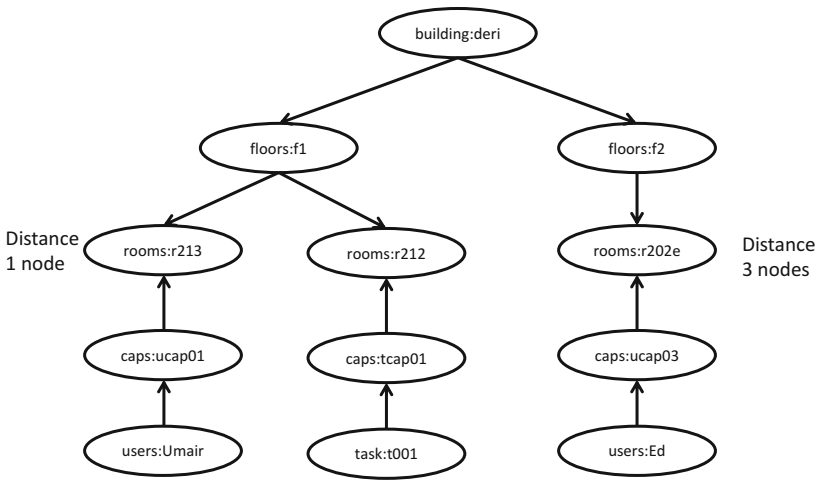 building:deri
floors:f1
floors:f2
Distance
1 node
rooms:r213
rooms:r212
rooms:r202e
Distance
3 nodes
caps:ucap01
caps:tcap01
caps:ucap03
users:Umair
task:t001
users:Ed